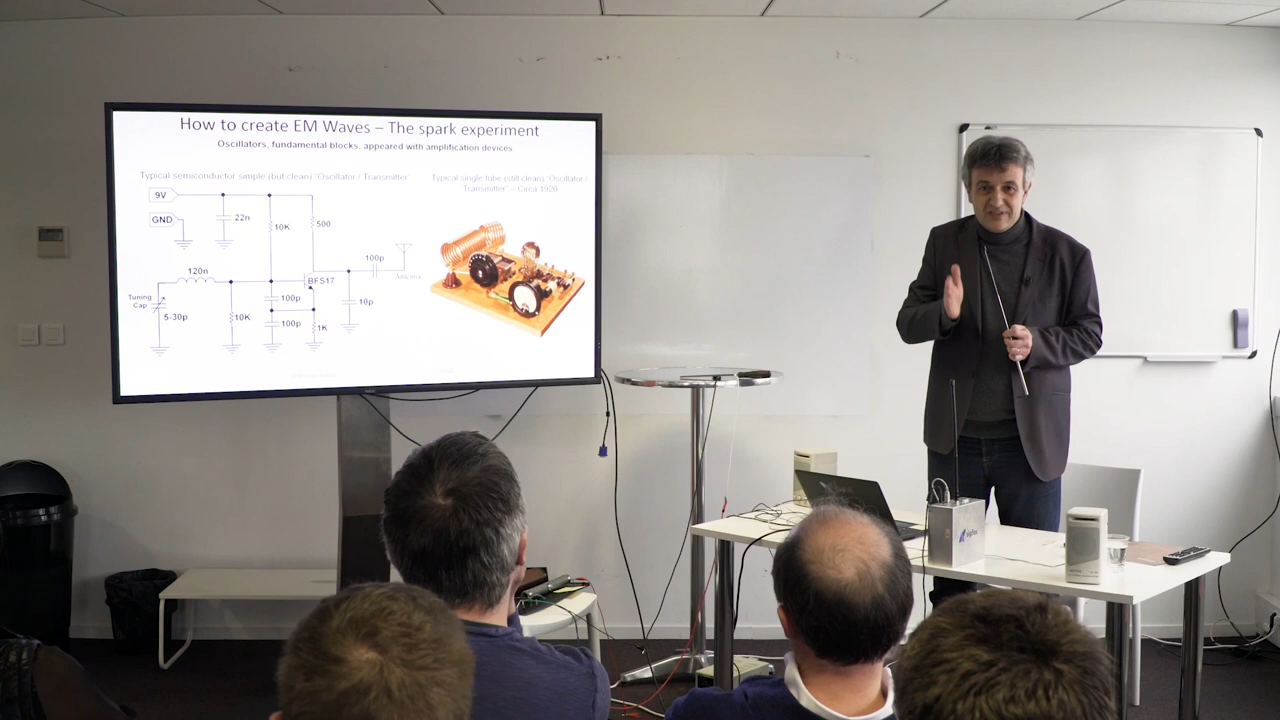 How to create EM Waves – The spark experiment
Oscillators, fundamental blocks, appeared with amplification devices
Typical semiconductor simple (but clean) "Oscillator / Transmitter"
Typical single tube (still clean) "Oscillator /
Transmitter" – Circa 1920
9V
GND
22n
10K
500
100p
Antenna
120n
BFS17
Tuning
Cap
5-30p
10K
100p
100p
10p
1K